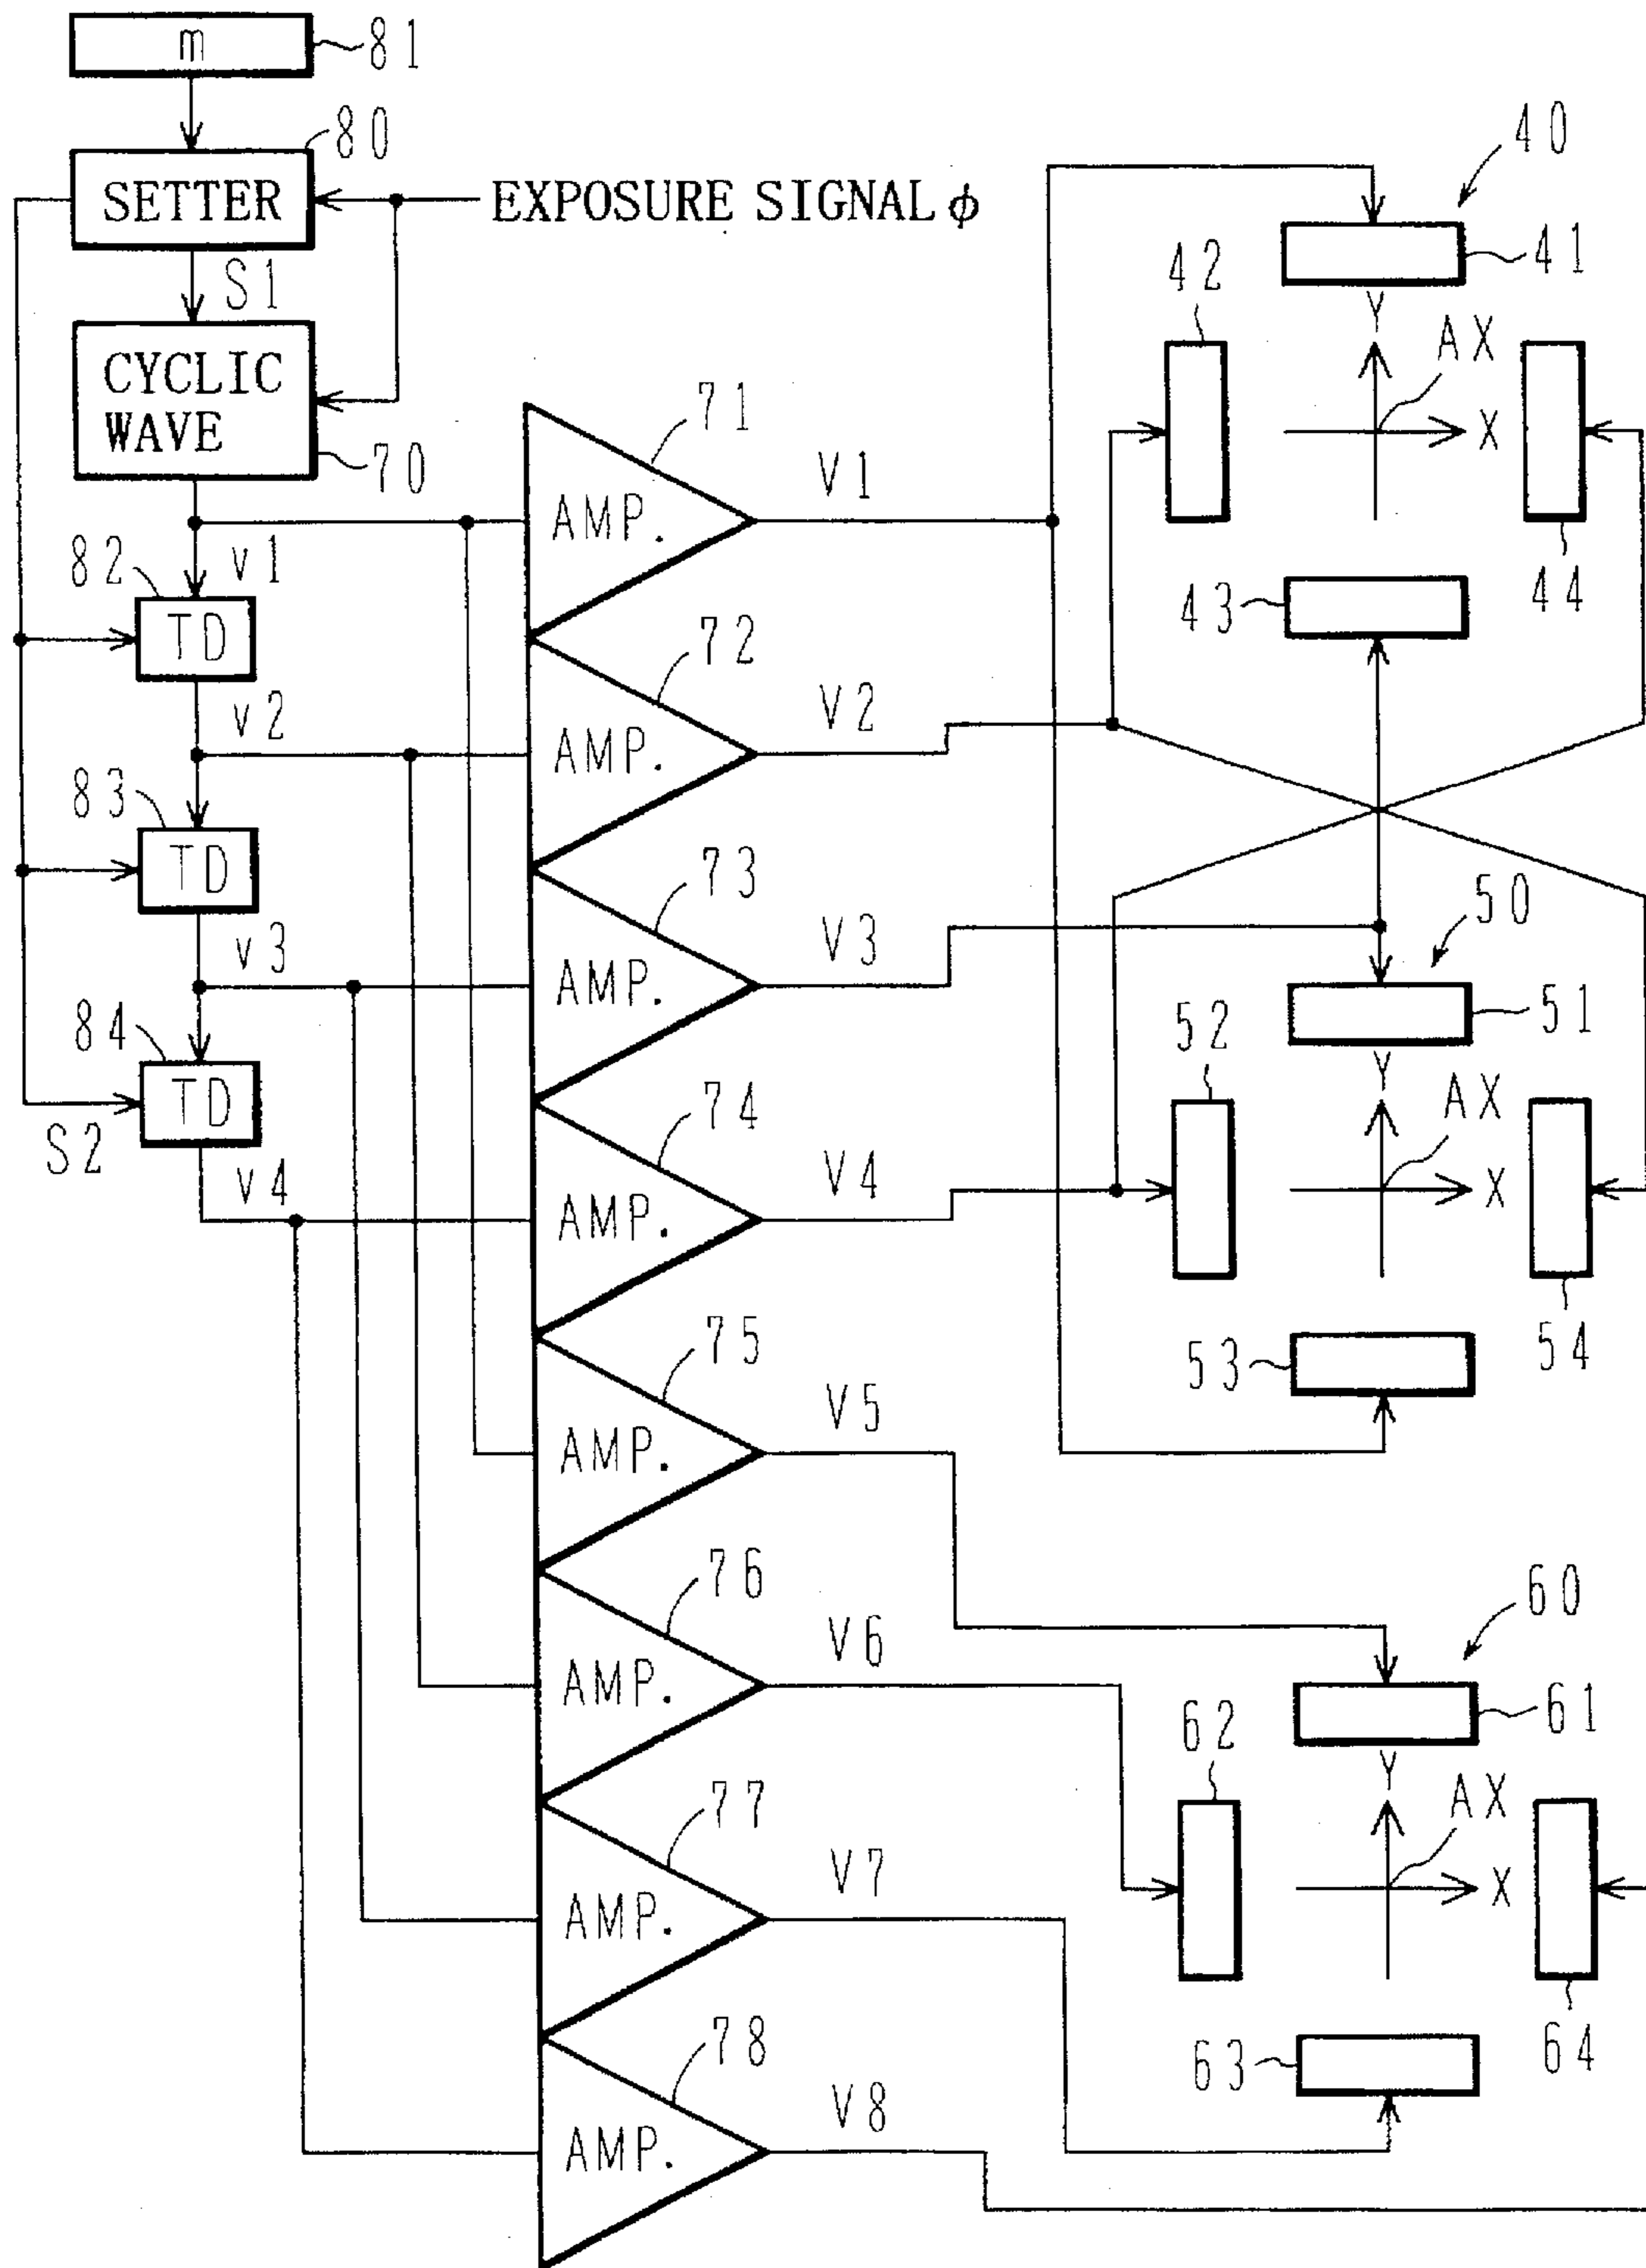 m
81
80
40
SETTER
EXPOSURE SIGNAL ϕ
41
42
S1
Y
AX
CYCLIC
WAVE
71
X
70
V1
AMP.
82
v1
43
44
TD
72
v2
V2
AMP.
83
TD
73
50
v3
V3
AMP.
51
52
84
Y
TD
74
AX
S2
v4
V4
X
AMP.
75
53
54
V5
AMP.
76
60
V6
AMP.
61
62
Y
77
AX
V7
X
AMP.
78
63
64
V8
AMP.